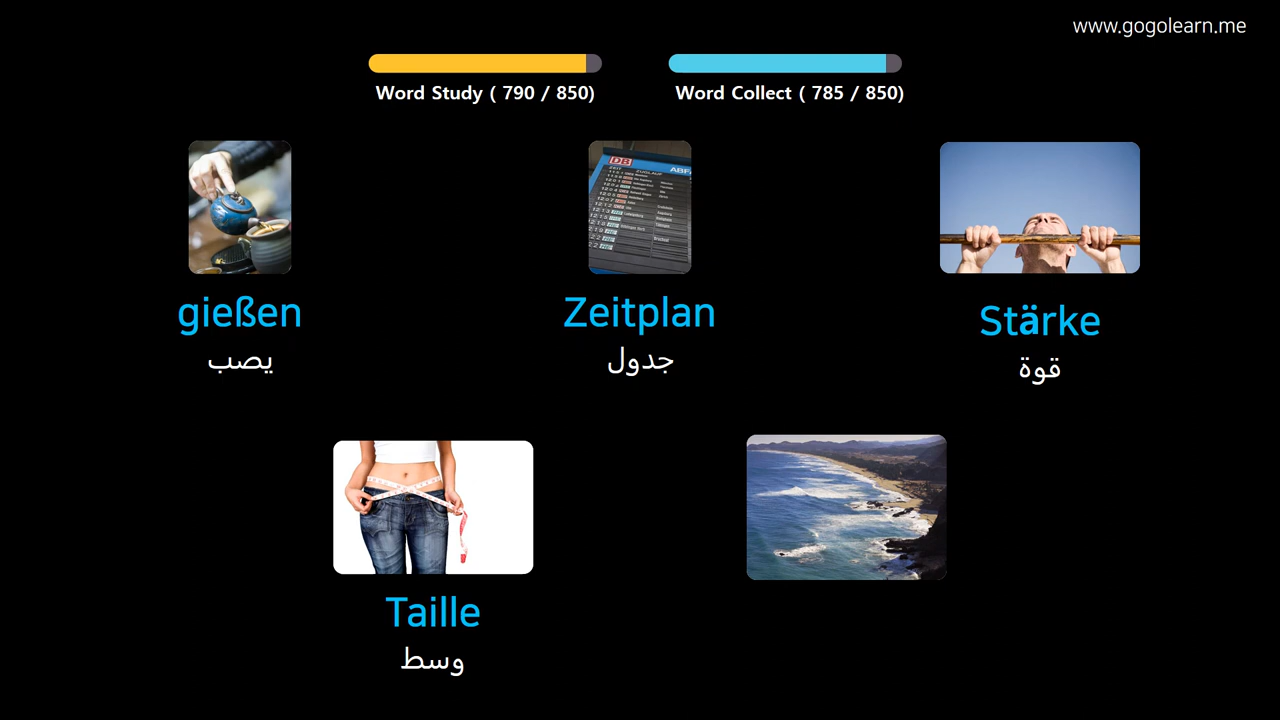 www.gogolearn.me
Word Study ( 790 / 850)
Word Collect ( 785 / 850)
DB
gießen
يصب
Zeitplan
جدول
Stärke
قوة
Taille
وسط